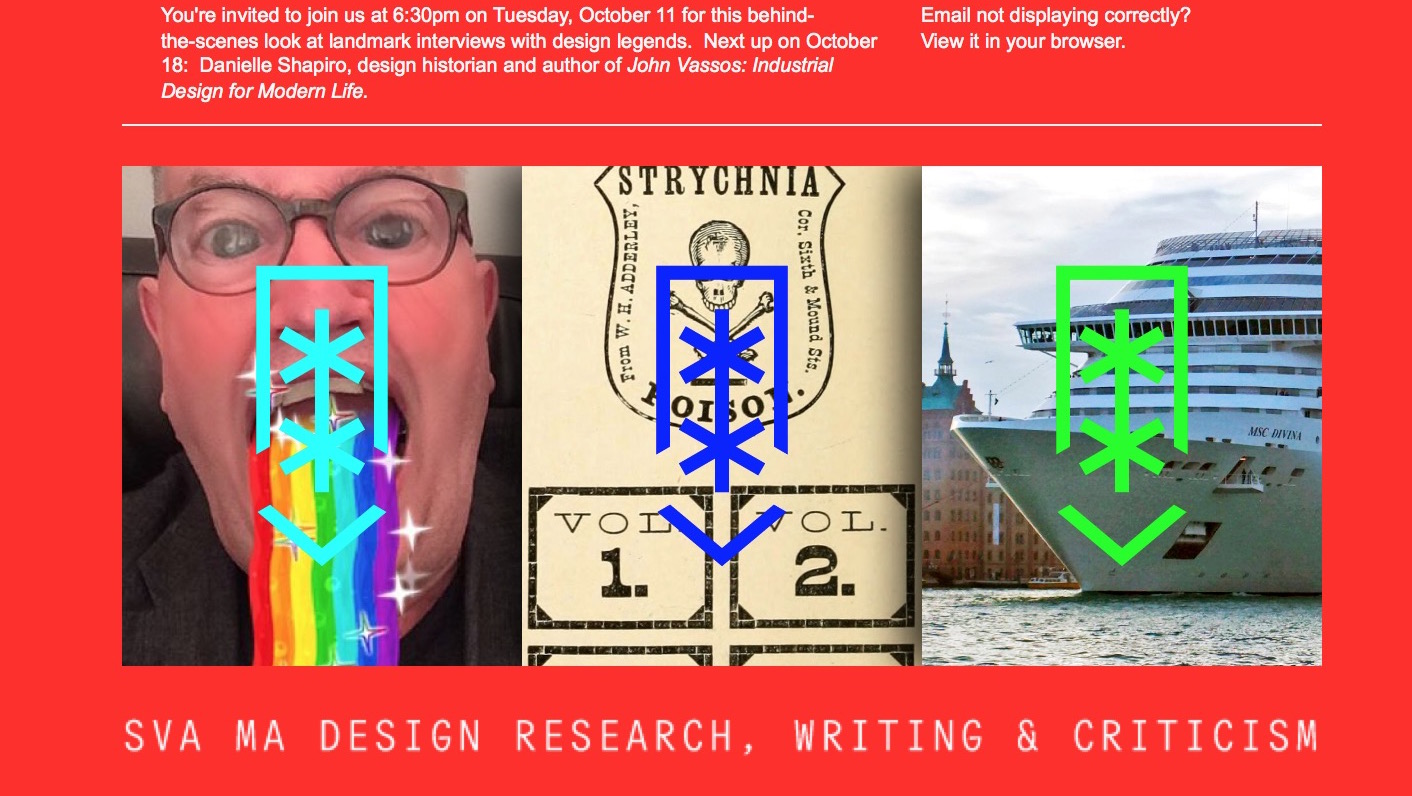 You're invited to join us at 6:30pm on Tuesday, October 11 for this behind-
the-scenes look at landmark interviews with design legends.  Next up on October
18:  Danielle Shapiro, design historian and author of John Vassos: Industrial
Design for Modern Life.
Email not displaying correctly?
View it in your browser.
STRYCHNIA
From W. H. ADDERLEY,
Cor. Sixth & Mound Sts.
POISON.
VOL.
1.
VOL.
2.
MSC DIVINA
SVA MA DESIGN RESEARCH, WRITING & CRITICISM